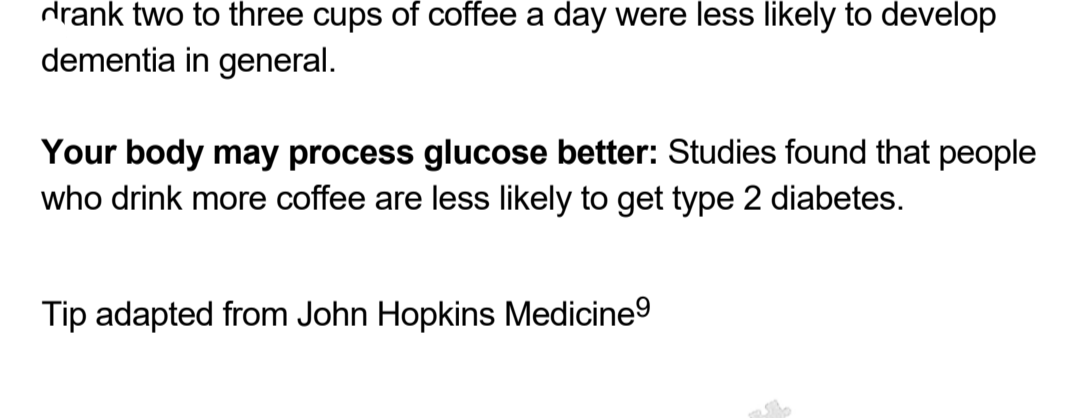 drank two to three cups of coffee a day were less likely to develop
dementia in general.
Your body may process glucose better: Studies found that people
who drink more coffee are less likely to get type 2 diabetes.
Tip adapted from John Hopkins Medicine⁹